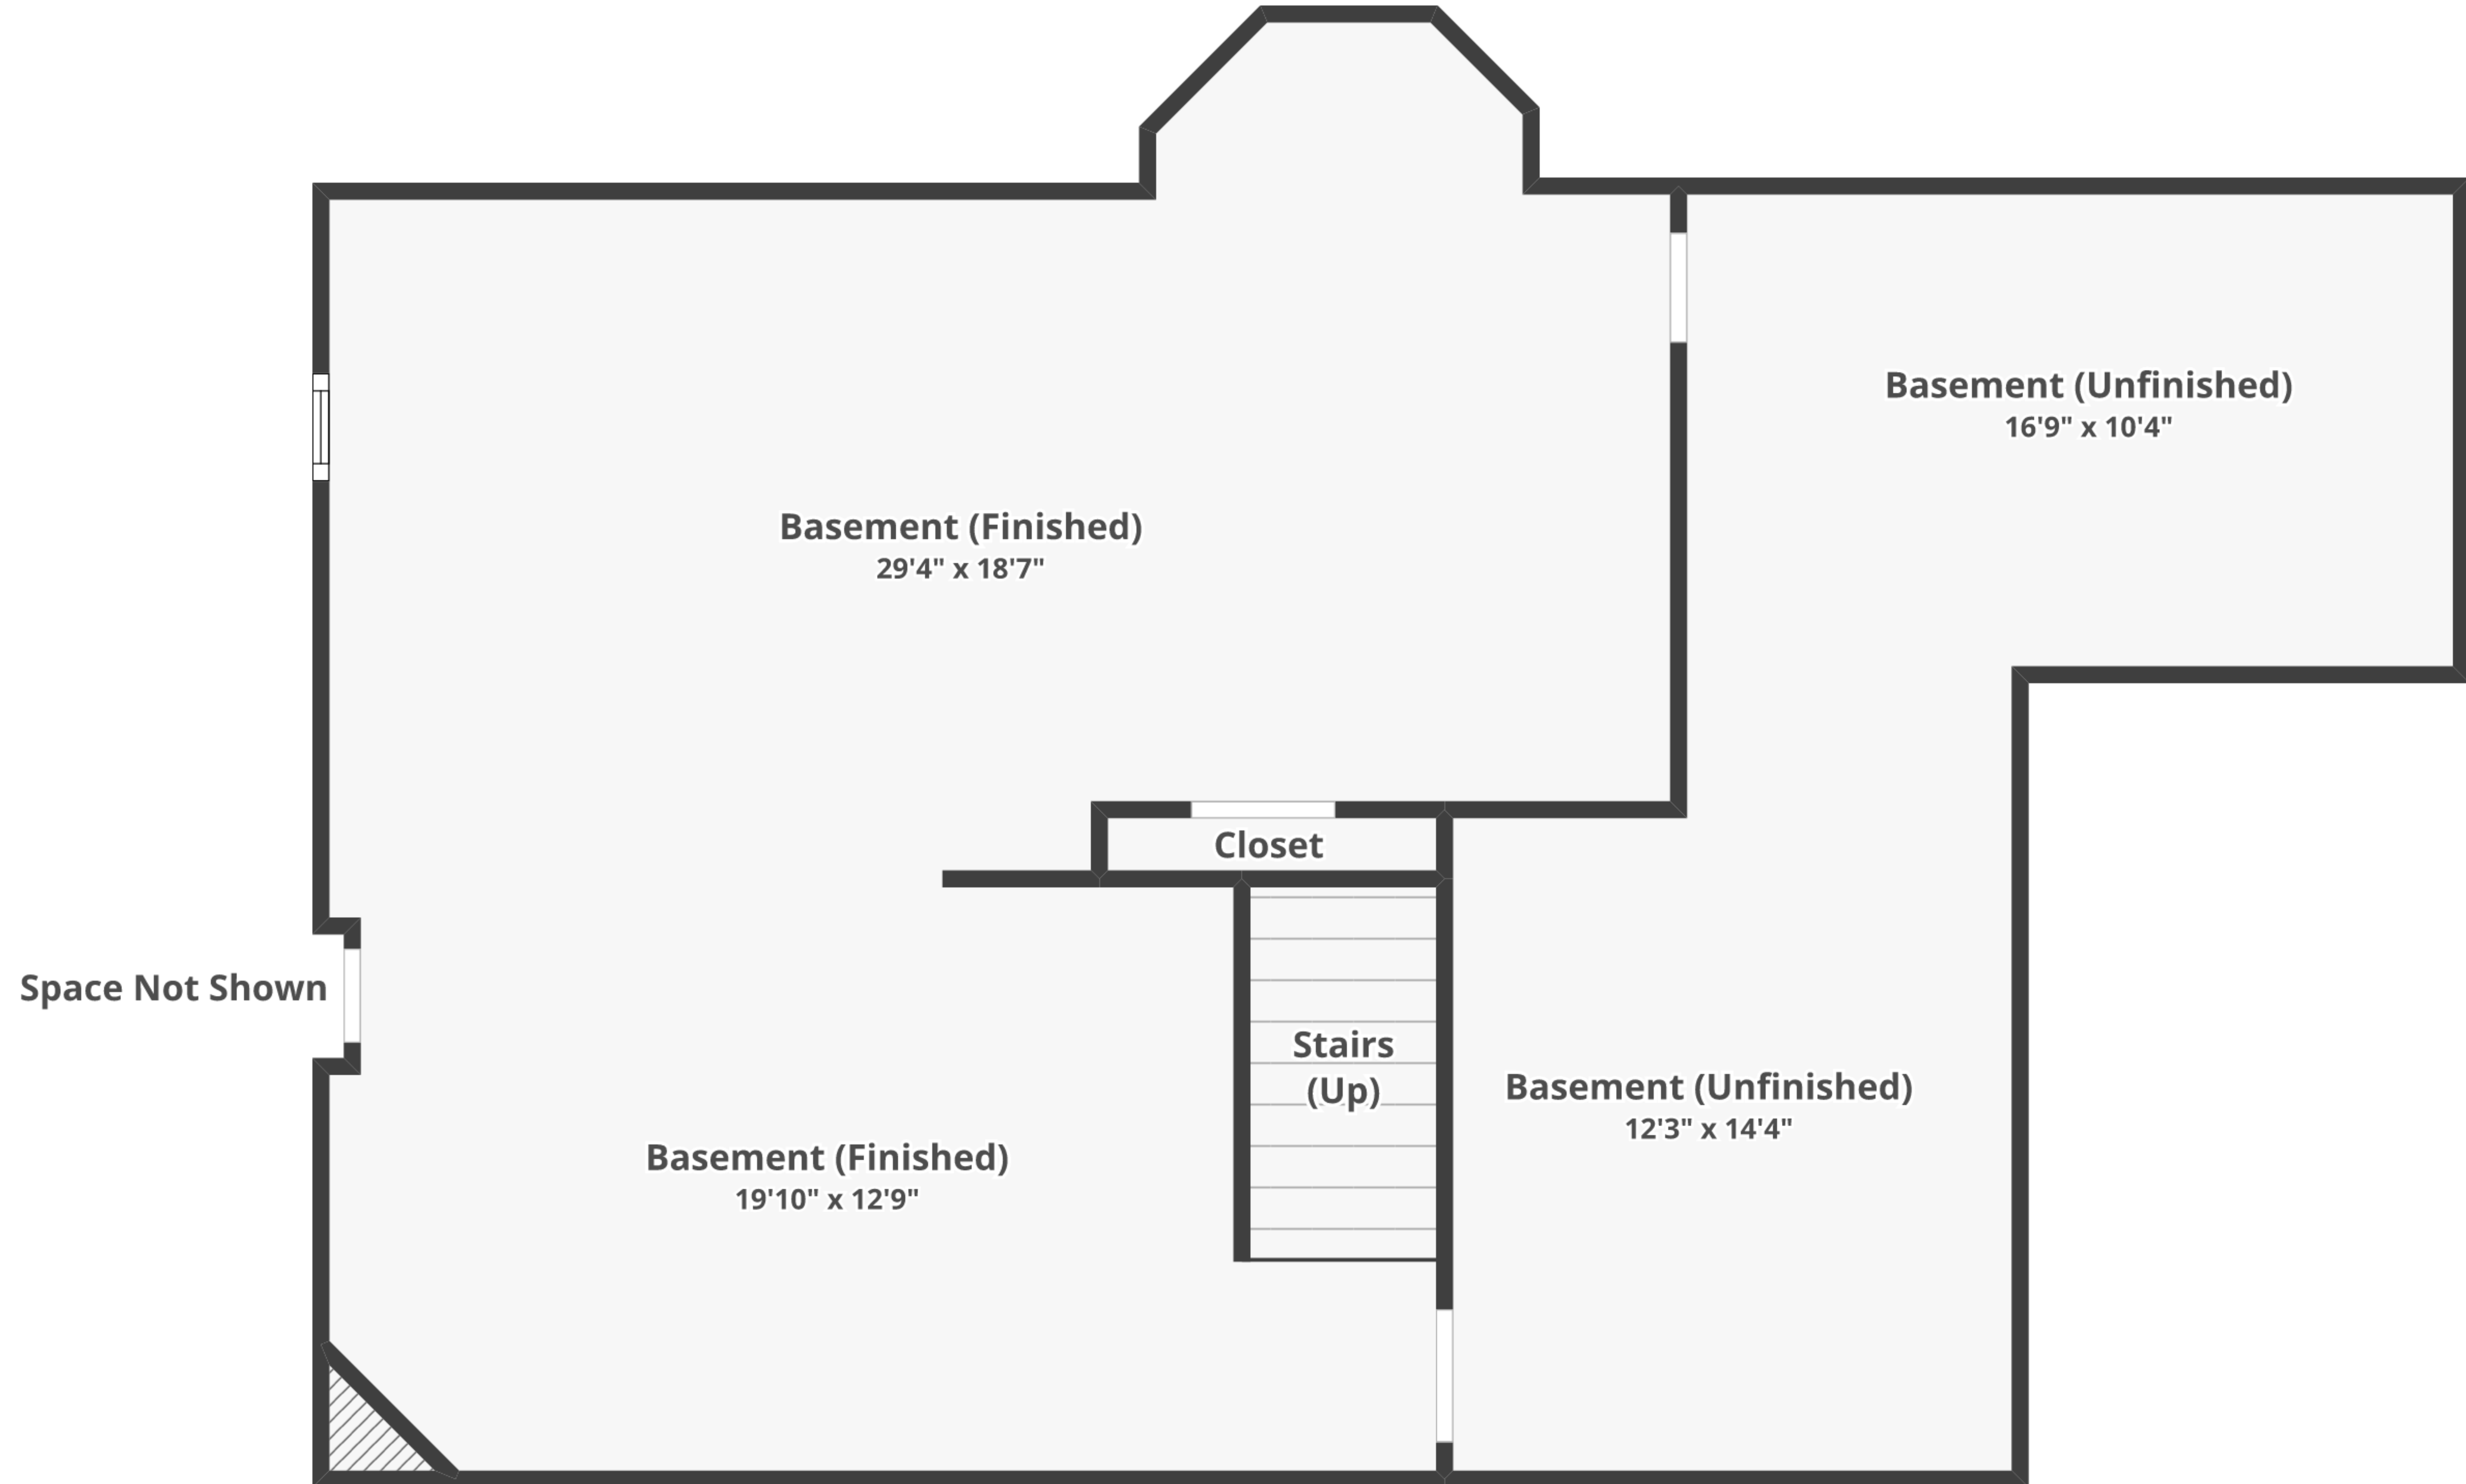 Basement (Unfinished)
16'9" x 10'4"
Basement (Finished)
29'4" x 18'7"
Closet
Space Not Shown
Stairs
(Up)
Basement (Unfinished)
12'3" x 14'4"
Basement (Finished)
19'10" x 12'9"